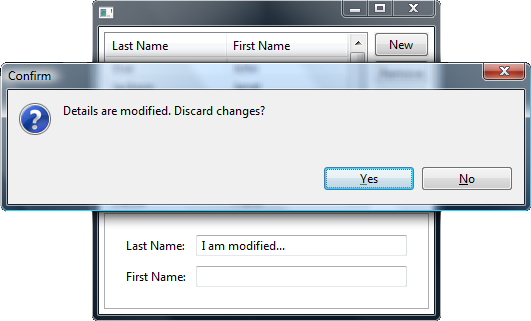 Last Name First Name New
Confirm
Details are modified. Discard changes?
Yes No
Last Name: I am modified...
First Name: